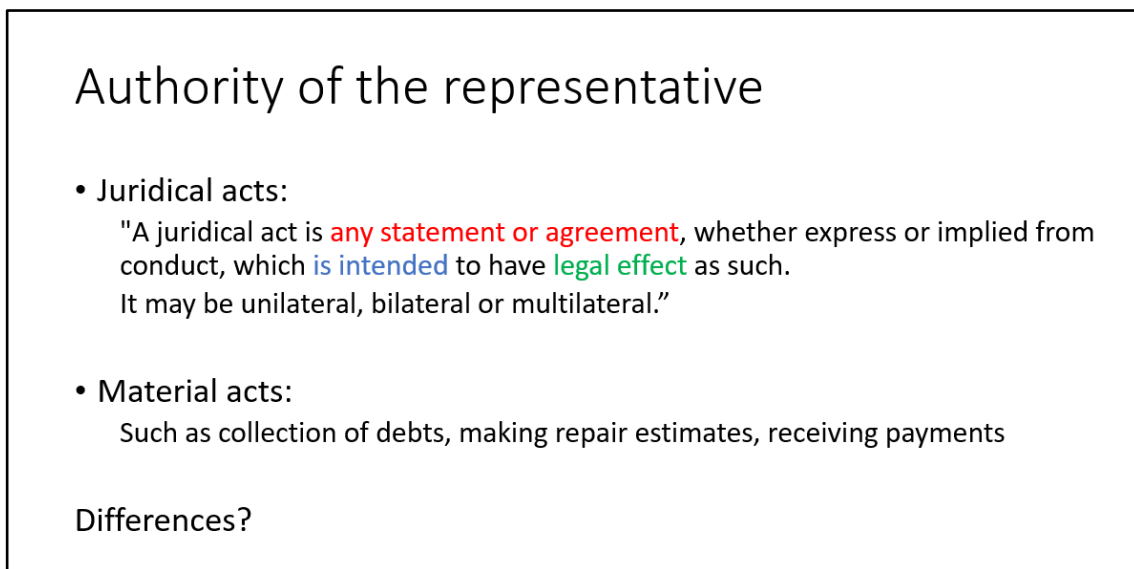 Authority of the representative
• Juridical acts:
"A juridical act is any statement or agreement, whether express or implied from
conduct, which is intended to have legal effect as such.
It may be unilateral, bilateral or multilateral.”
• Material acts:
Such as collection of debts, making repair estimates, receiving payments
Differences?